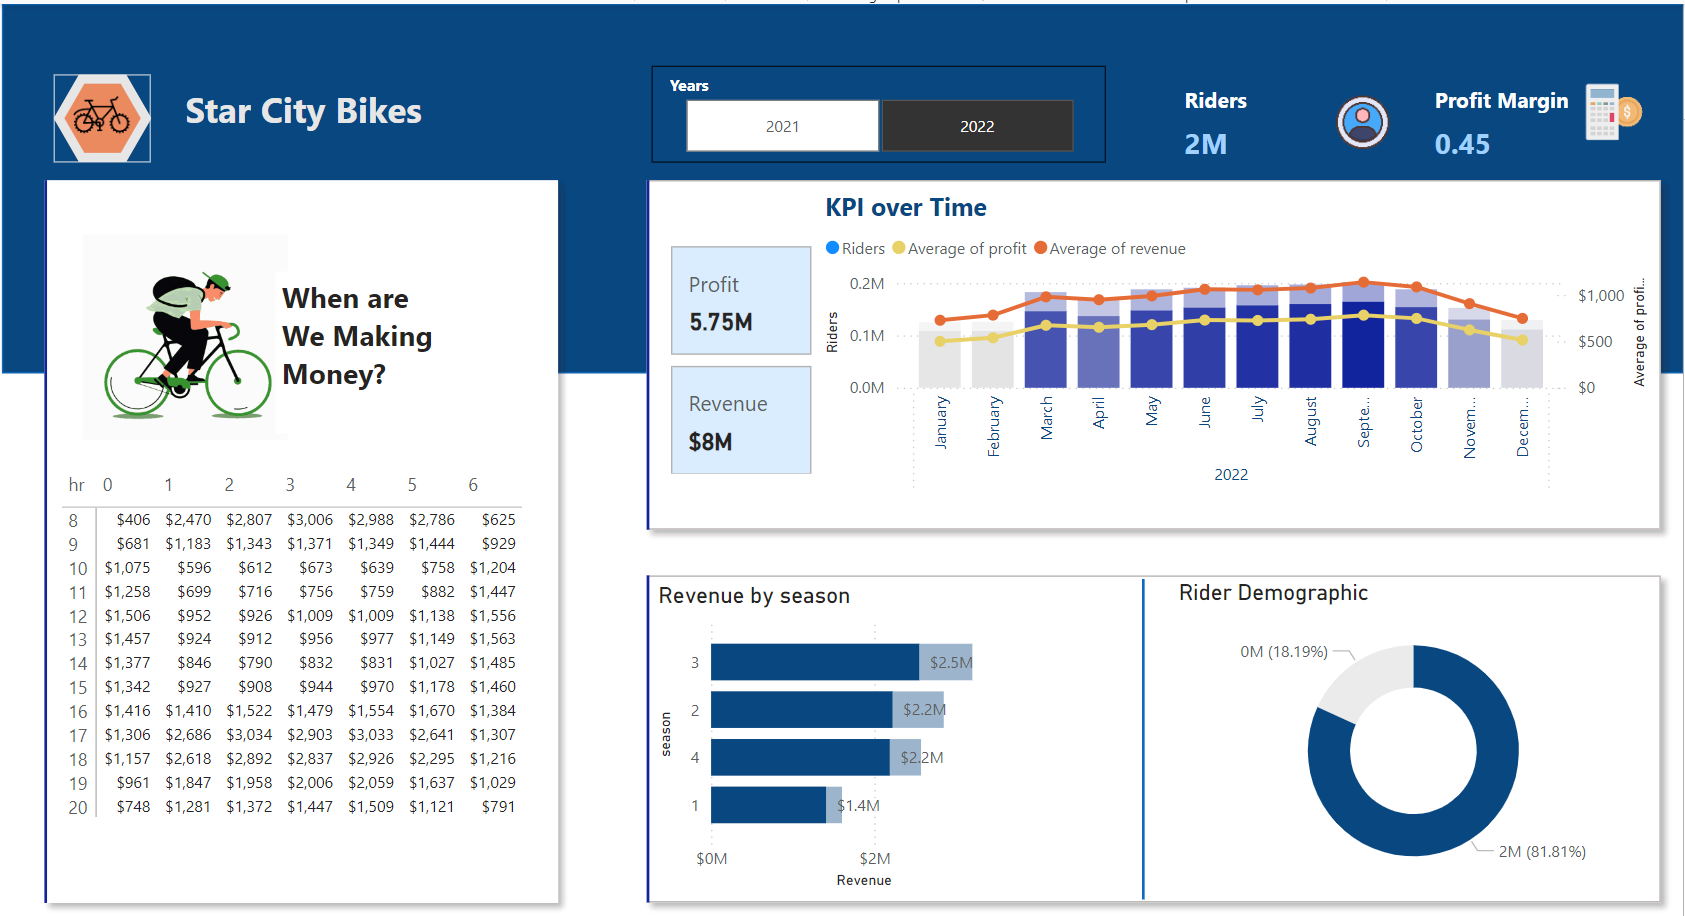 Star City Bikes
Years
2021
2022
Riders
2M
Profit Margin
0.45
When are
We Making
Money?
hr 0 1 2 3 4 5 6
8 $406 $2,470 $2,807 $3,006 $2,988 $2,786 $625
9 $681 $1,183 $1,343 $1,371 $1,349 $1,444 $929
10 $1,075 $596 $612 $673 $639 $758 $1,204
11 $1,258 $699 $716 $756 $759 $882 $1,447
12 $1,506 $952 $926 $1,009 $1,009 $1,138 $1,556
13 $1,457 $924 $912 $956 $977 $1,149 $1,563
14 $1,377 $846 $790 $832 $831 $1,027 $1,485
15 $1,342 $927 $908 $944 $970 $1,178 $1,460
16 $1,416 $1,410 $1,522 $1,479 $1,554 $1,670 $1,384
17 $1,306 $2,686 $3,034 $2,903 $3,033 $2,641 $1,307
18 $1,157 $2,618 $2,892 $2,837 $2,926 $2,295 $1,216
19 $961 $1,847 $1,958 $2,006 $2,059 $1,637 $1,029
20 $748 $1,281 $1,372 $1,447 $1,509 $1,121 $791
Profit
5.75M
Revenue
$8M
KPI over Time
Riders Average of profit Average of revenue
Riders
0.2M
0.1M
0.0M
$1,000
$500
$0
Average of profi...
January
February
March
April
May
June
July
August
Septe...
October
Novem...
Decem...
2022
Revenue by season
season
3 $2.5M
2 $2.2M
4 $2.2M
1 $1.4M
$0M $2M
Revenue
Rider Demographic
0M (18.19%)
2M (81.81%)